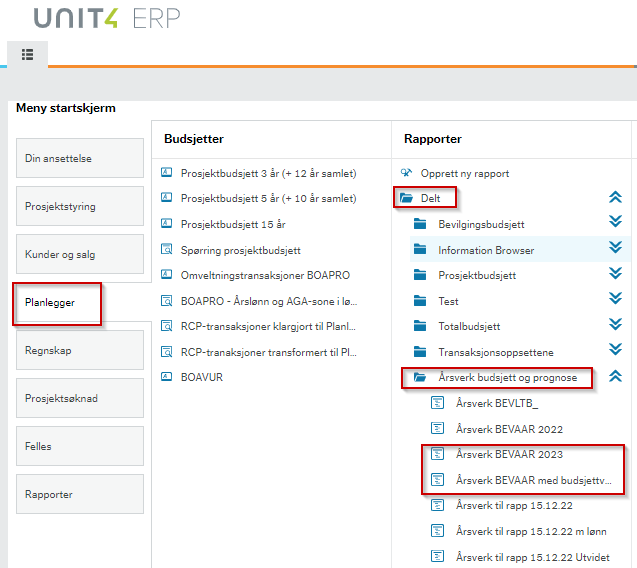 UNIT4 ERP
Meny startskjerm
Din ansettelse
Prosjektstyring
Kunder og salg
Planlegger
Regnskap
Prosjektsøknad
Felles
Rapporter
Budsjetter
Prosjektbudsjett 3 år (+ 12 år samlet)
Prosjektbudsjett 5 år (+ 10 år samlet)
Prosjektbudsjett 15 år
Spørring prosjektbudsjett
Omveltningstransaksjoner BOAPRO
BOAPRO - Årslønn og AGA-sone i lø...
RCP-transaksjoner klargjort til Planl...
RCP-tranaksjoner transformert til Pl...
BOAVUR
Rapporter
Opprett ny rapport
Delt
Bevilgingsbudsjett
Information Browser
Prosjektbudsjett
Test
Totalbudsjett
Transaksjonsoppsettene
Årsverk budsjett og prognose
Årsverk BEVLTB_
Årsverk BEVAAR 2022
Årsverk BEVAAR 2023
Årsverk BEVAAR med budsjettv...
Årsverk til rapp 15.12.22
Årsverk til rapp 15.12.22 m lønn
Årsverk til rapp 15.12.22 Utvidet